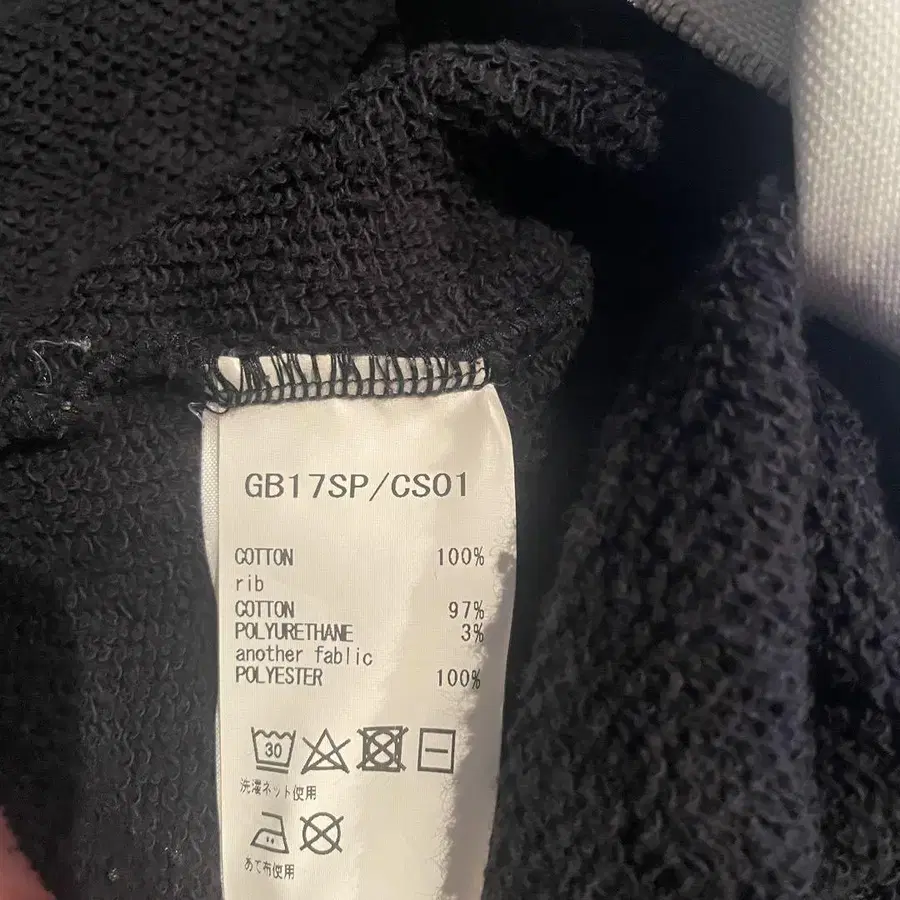 GB17SP/CS01
COTTON 100%
rib
COTTON 97%
POLYURETHANE 3%
another fablic
POLYESTER 100%
30
洗濯ネット使用
あて布使用